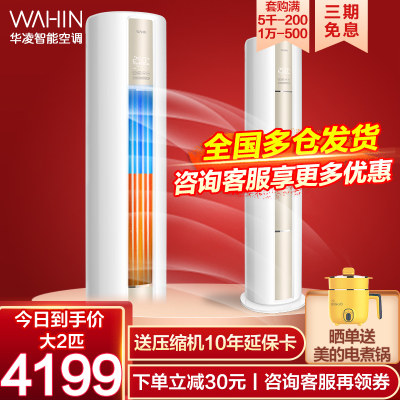 WAHIN
华凌智能空调
套购满
5千-200
1万-500
三期
免息
全国多仓发货
咨询客服享更多优惠
晒单送
美的电煮锅
今日到手价
大2匹
4199
送压缩机10年延保卡
下单立减30元|咨询客服再领券